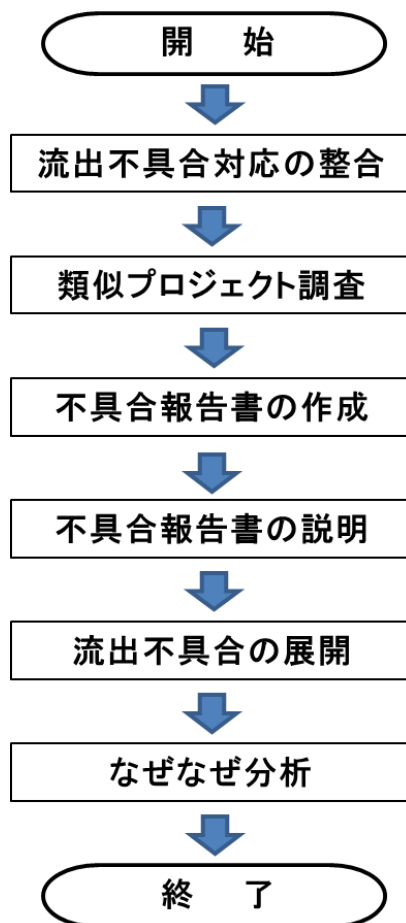 開　始
流出不具合対応の整合
類似プロジェクト調査
不具合報告書の作成
不具合報告書の説明
流出不具合の展開
なぜなぜ分析
終　了